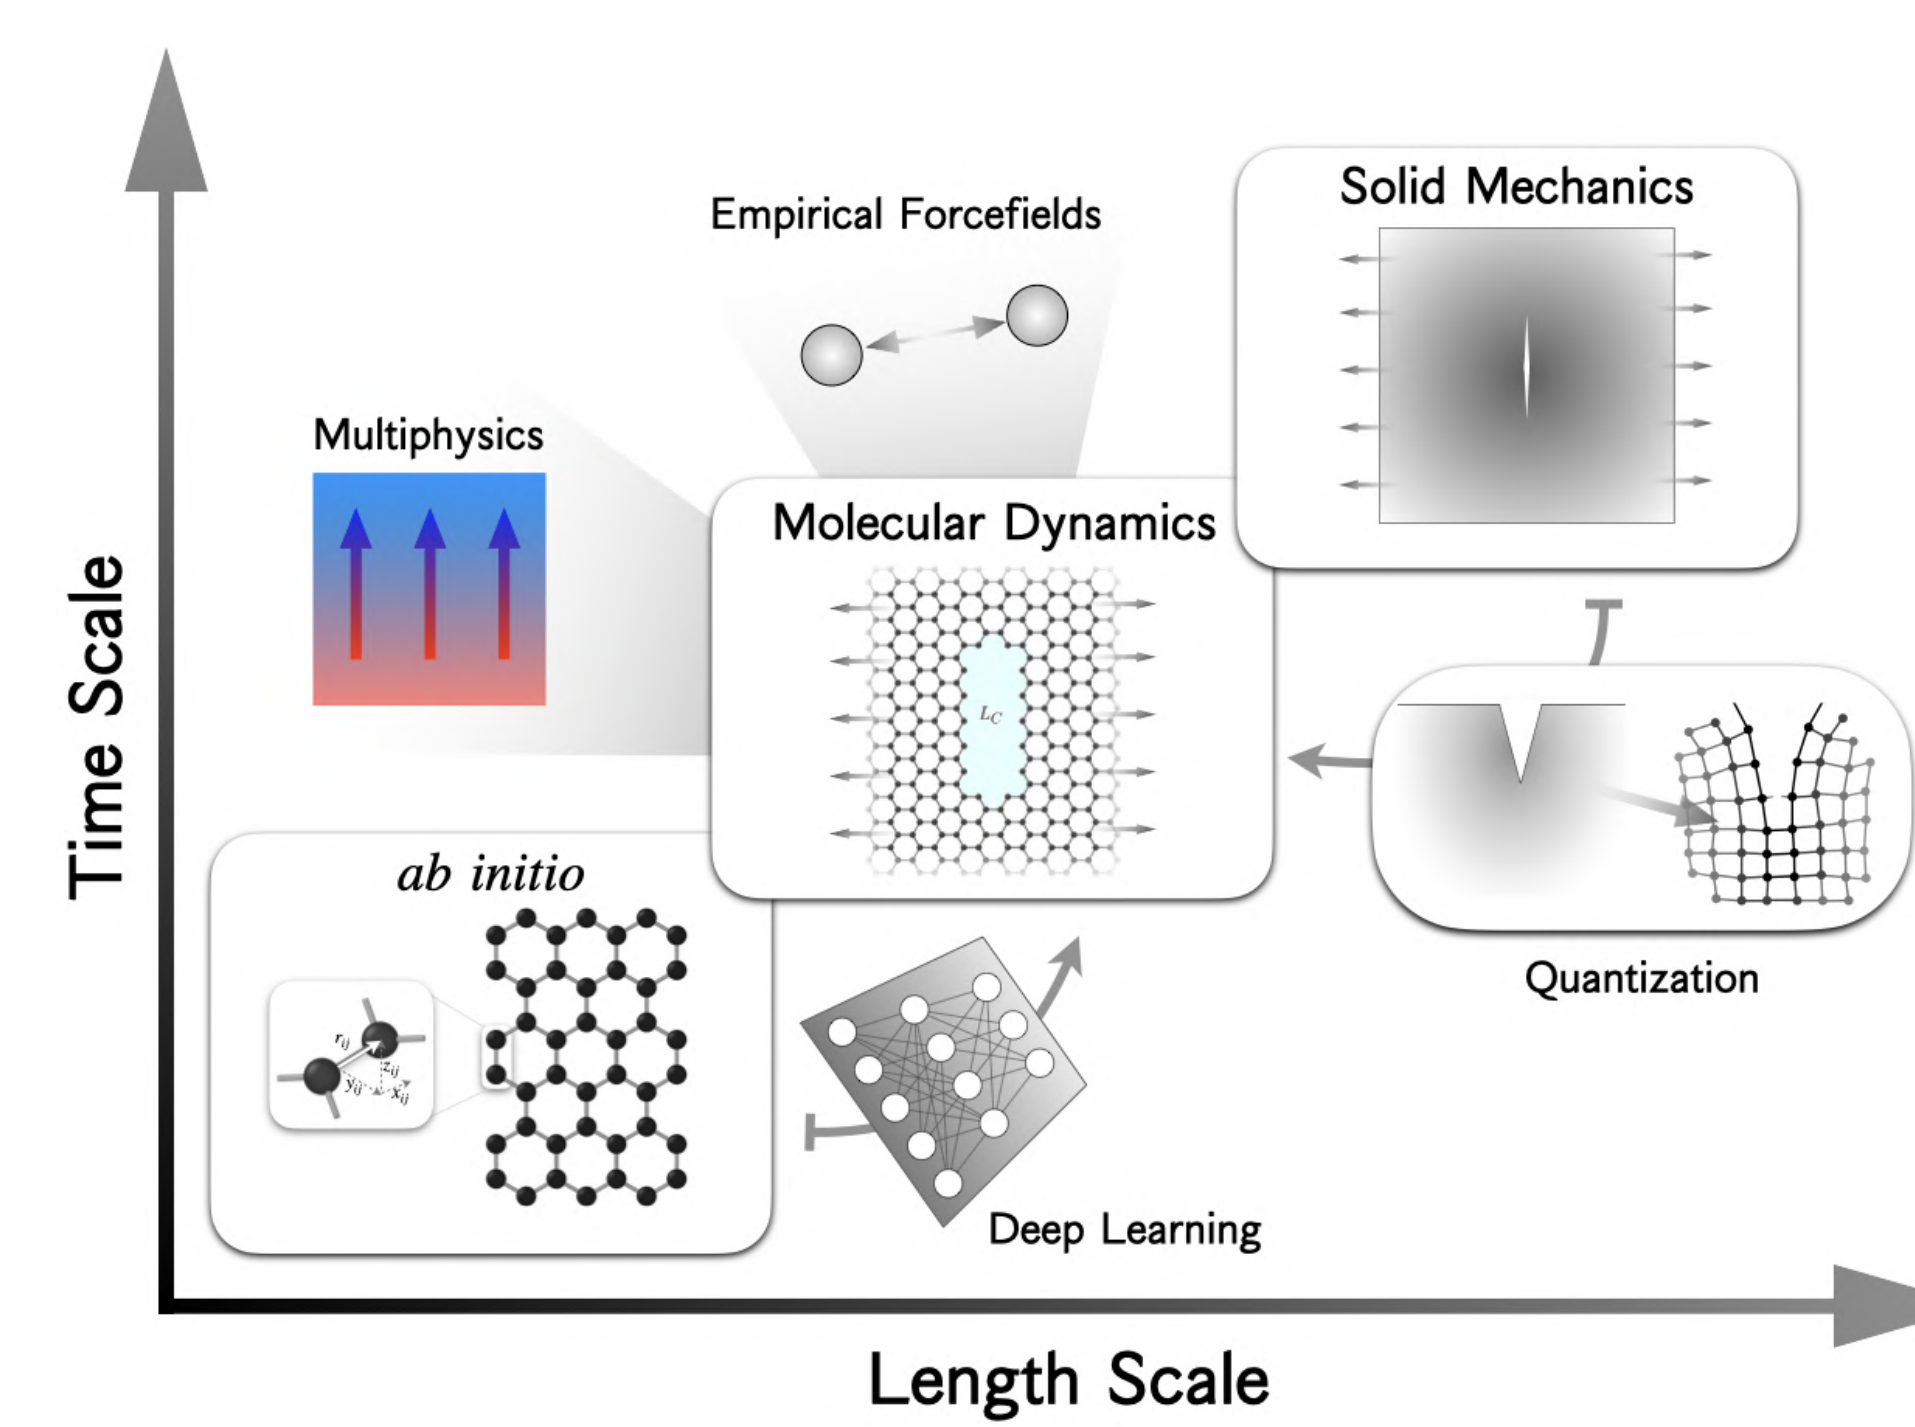 Time Scale
Solid Mechanics
Empirical Forcefields
Multiphysics
Molecular Dynamics
L_C
ab initio
r_ij
z_ij
y_ij
x_ij
Quantization
Deep Learning
Length Scale